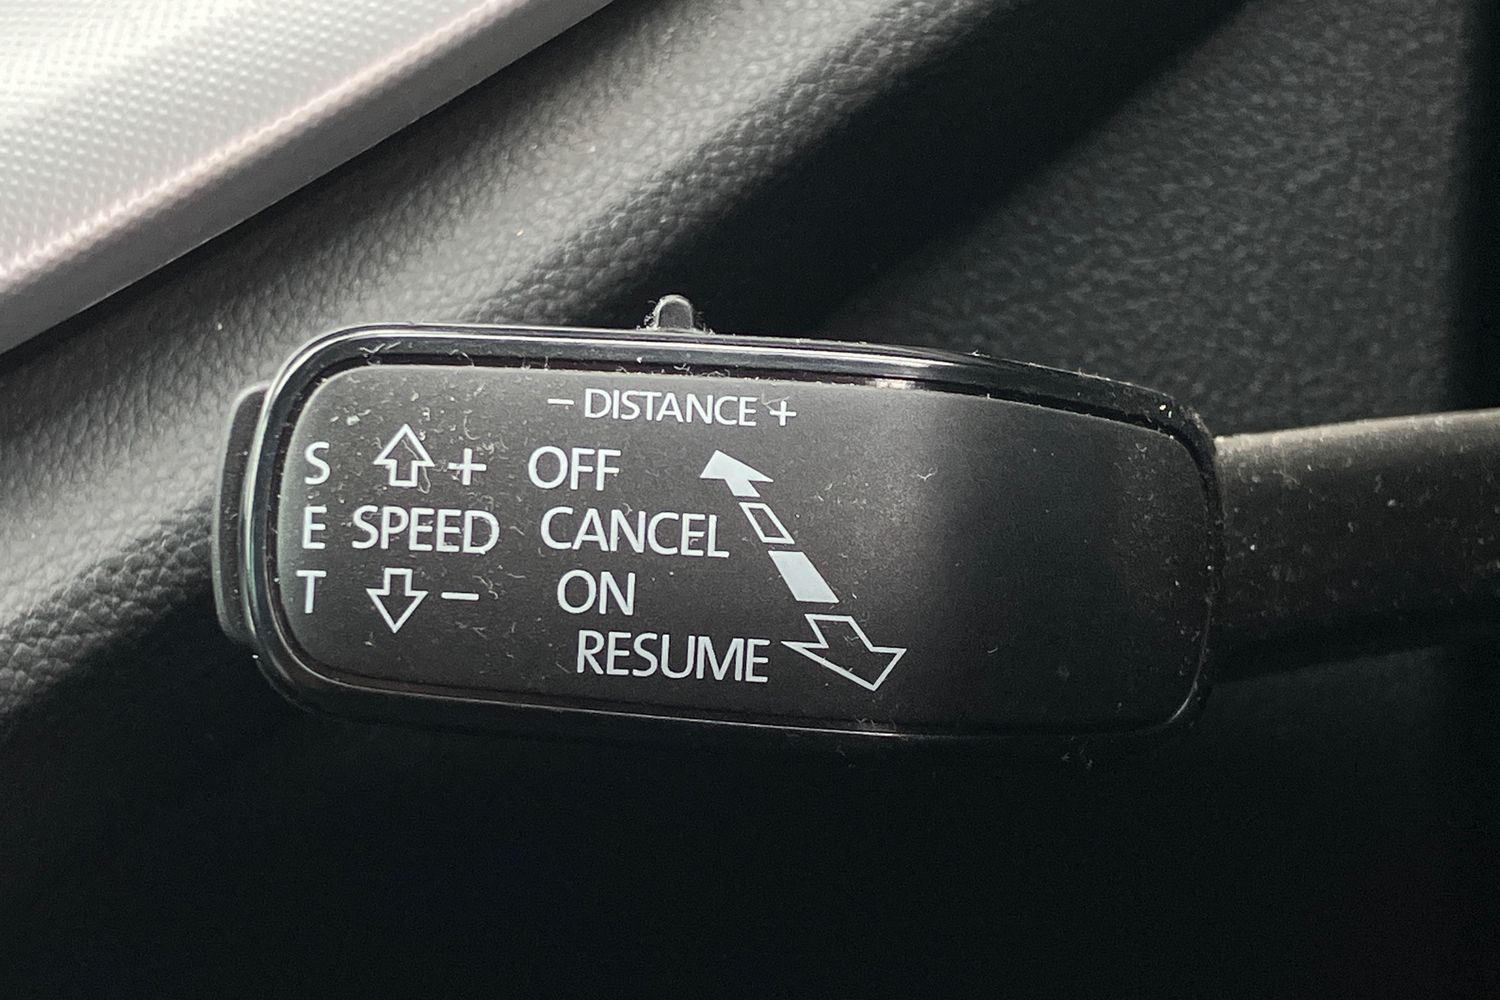 - DISTANCE +
S + OFF
E SPEED CANCEL
T - ON
RESUME